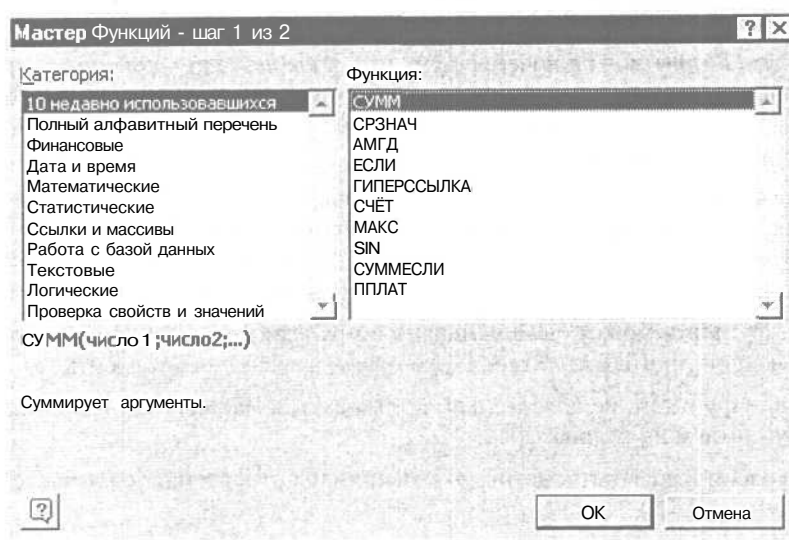 Мастер Функций - шаг 1 из 2
Категория:
Функция:
10 недавно использовавшихся
Полный алфавитный перечень
Финансовые
Дата и время
Математические
Статистические
Ссылки и массивы
Работа с базой данных
Текстовые
Логические
Проверка свойств и значений
СУММ
СРЗНАЧ
АМГД
ЕСЛИ
ГИПЕРССЫЛКА
СЧЁТ
МАКС
SIN
СУММЕСЛИ
ППЛАТ
СУММ(число1;число2;...)
Суммирует аргументы.
OK
Отмена